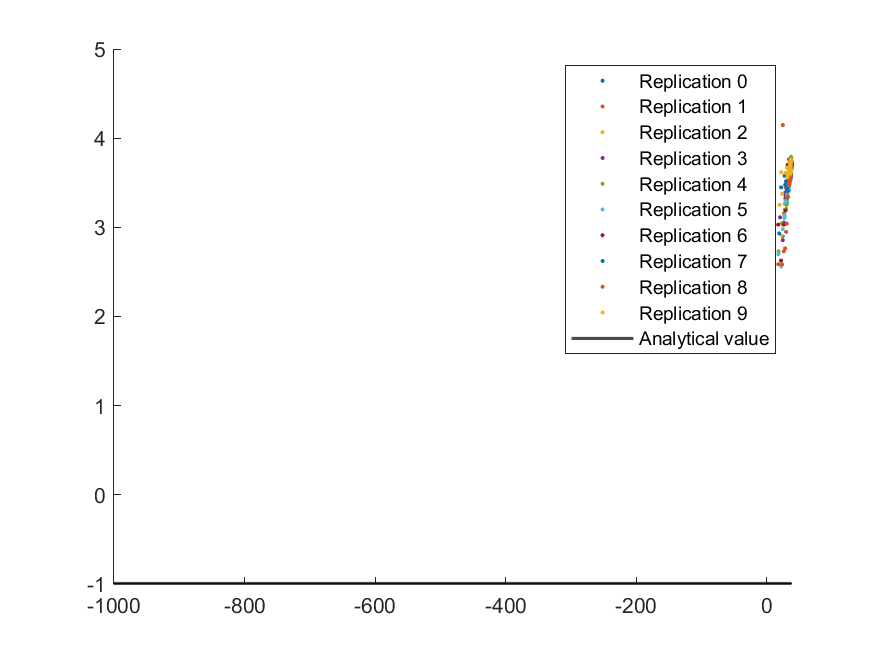 5
4
3
2
1
0
-1
-1000
-800
-600
-400
-200
0
Replication 0
Replication 1
Replication 2
Replication 3
Replication 4
Replication 5
Replication 6
Replication 7
Replication 8
Replication 9
Analytical value